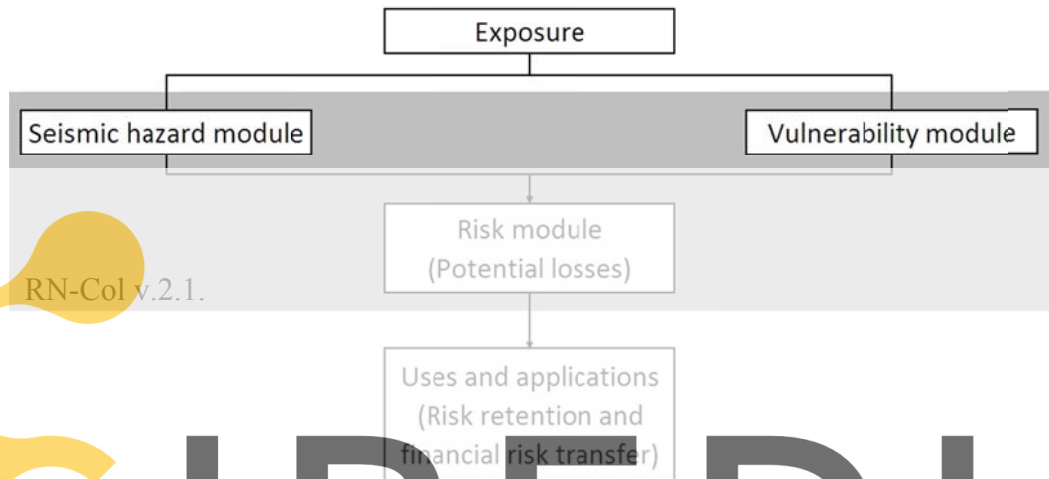 Exposure
Seismic hazard module
Vulnerability module
Risk module
(Potential losses)
RN-Col v.2.1.
Uses and applications
(Risk retention and
financial risk transfer)